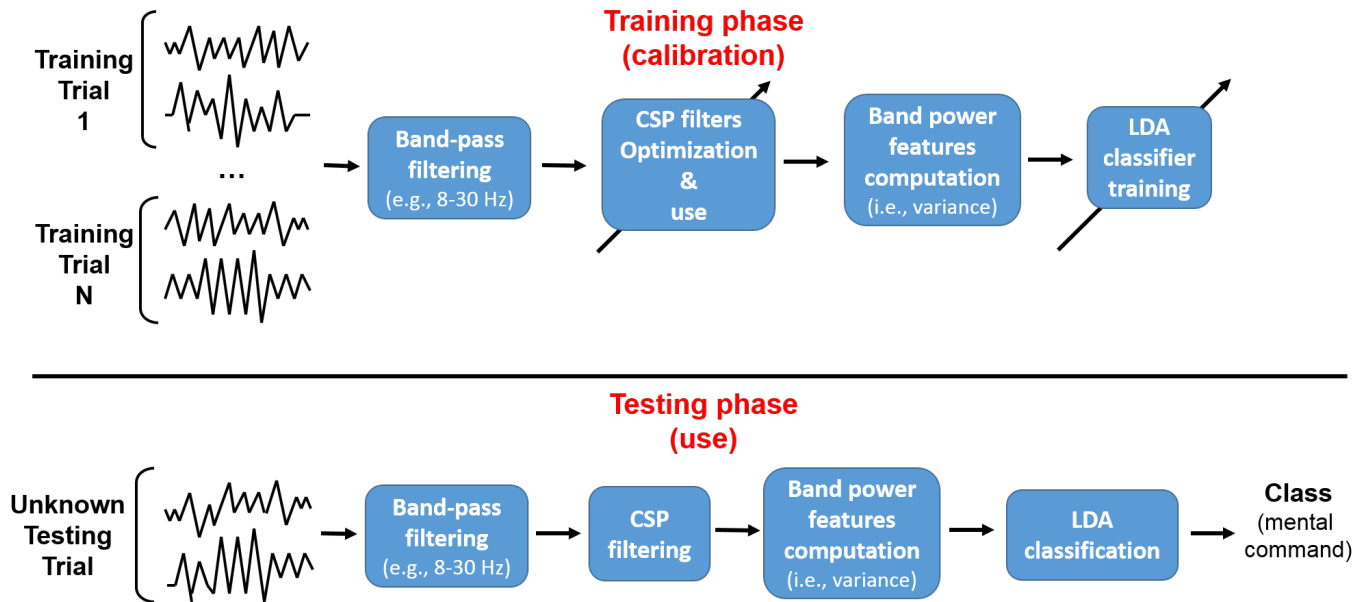 Training phase
(calibration)
Training
Trial
1
...
Training
Trial
N
Band-pass
filtering
(e.g., 8-30 Hz)
CSP filters
Optimization
&
use
Band power
features
computation
(i.e., variance)
LDA
classifier
training
Testing phase
(use)
Unknown
Testing
Trial
Band-pass
filtering
(e.g., 8-30 Hz)
CSP
filtering
Band power
features
computation
(i.e., variance)
LDA
classification
Class
(mental
command)